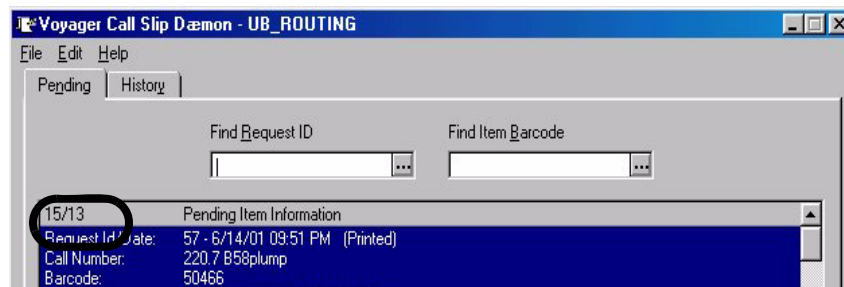 Voyager Call Slip Dæmon - UB_ROUTING
File Edit Help
Pending History
Find Request ID Find Item Barcode
... ...
15/13 Pending Item Information
Request Id/Date: 57 - 6/14/01 09:51 PM (Printed)
Call Number: 220.7 B58plump
Barcode: 50466